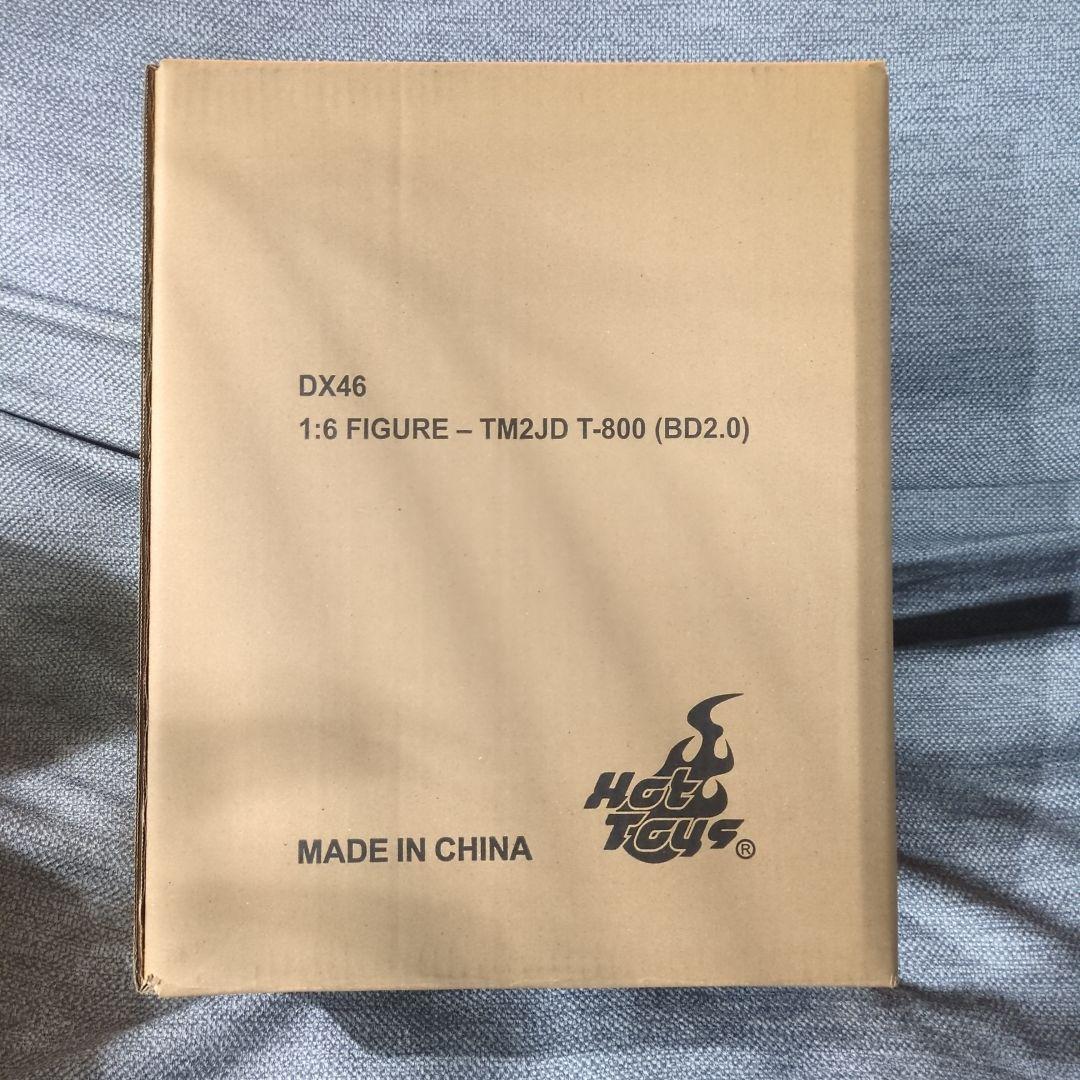 DX46
1:6 FIGURE – TM2JD T-800 (BD2.0)
MADE IN CHINA
Hot
Toys®